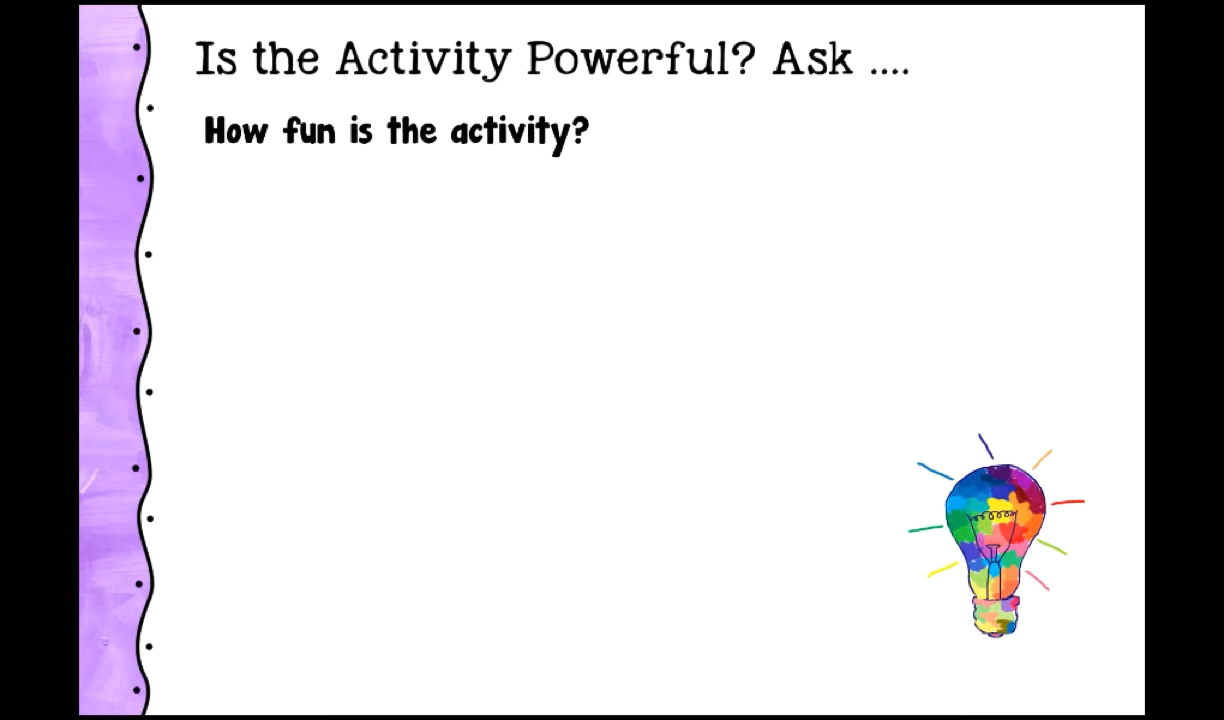 Is the Activity Powerful? Ask ....
How fun is the activity?